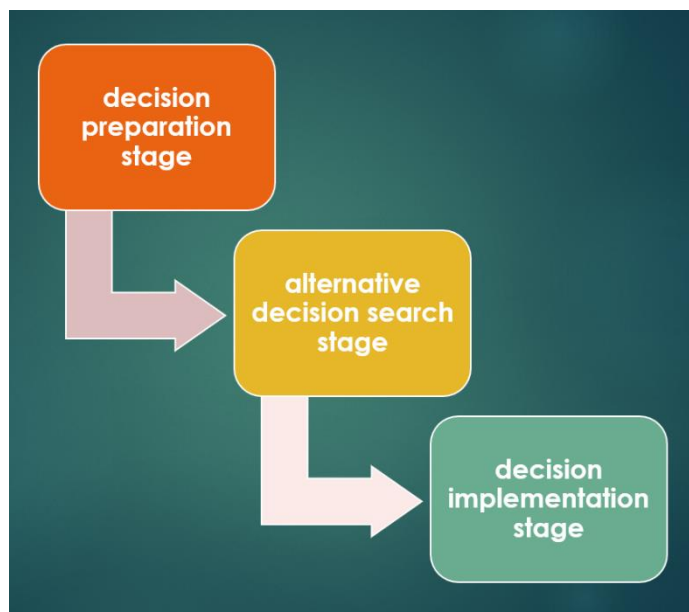 decision
preparation
stage
alternative
decision search
stage
decision
implementation
stage